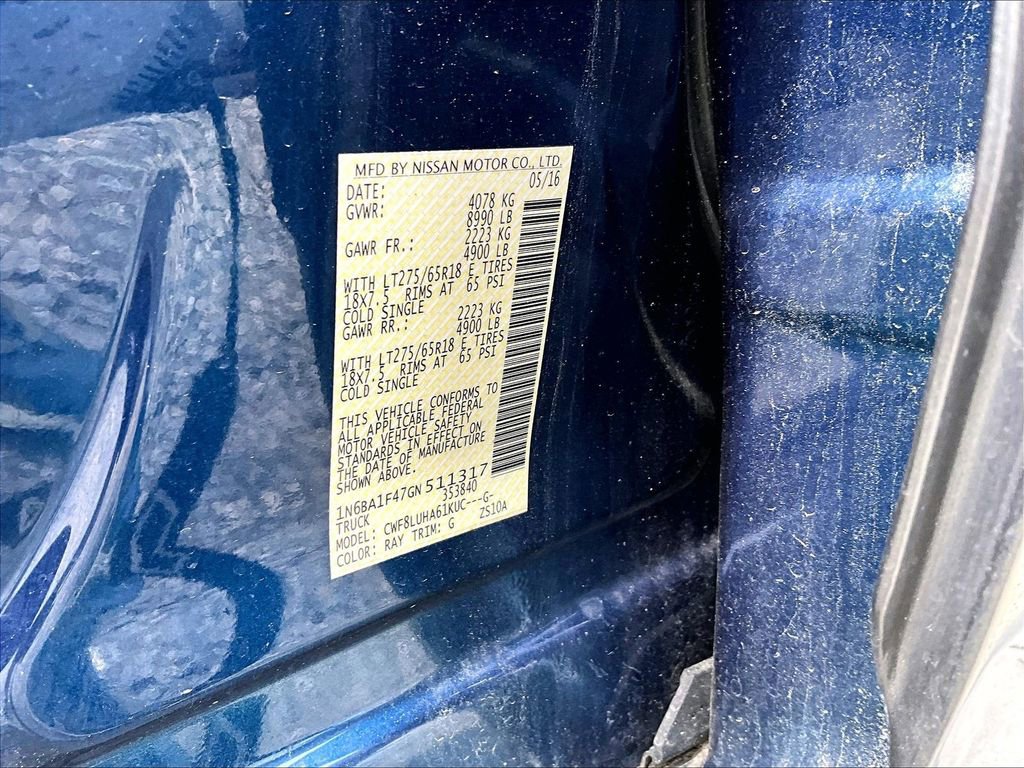 MFD BY NISSAN MOTOR CO., LTD.
DATE: 05/16
GVWR: 4078 KG
8990 LB
GAWR FR.: 2223 KG
4900 LB
WITH LT275/65R18 E TIRES
18X7.5 RIMS AT 65 PSI
COLD SINGLE
GAWR RR.: 2223 KG
4900 LB
WITH LT275/65R18 E TIRES
18X7.5 RIMS AT 65 PSI
COLD SINGLE
THIS VEHICLE CONFORMS TO
ALL APPLICABLE FEDERAL
MOTOR VEHICLE SAFETY
STANDARDS IN EFFECT ON
THE DATE OF MANUFACTURE
SHOWN ABOVE.
1N6BA1F47GN511317
TRUCK 353840
MODEL: CWF8LUHA61KUC---G-
COLOR: RAY TRIM: G ZS10A